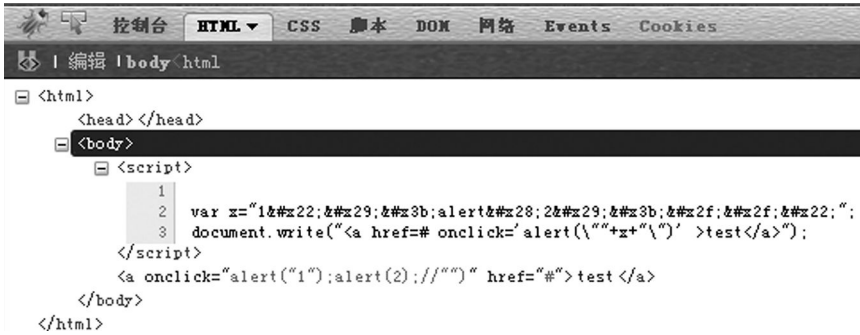 控制台 HTML CSS 脚本 DOM 网络 Events Cookies
编辑 body < html
<html>
<head></head>
<body>
<script>
1
2 var x="1&#x22;&#x29;&#x3b;alert&#x28;2&#x29;&#x3b;&#x2f;&#x2f;&#x22;";
3 document.write("<a href=# onclick='alert(\""+x+"\")' >test</a>");
</script>
<a onclick="alert("1");alert(2);//"")" href="#">test</a>
</body>
</html>